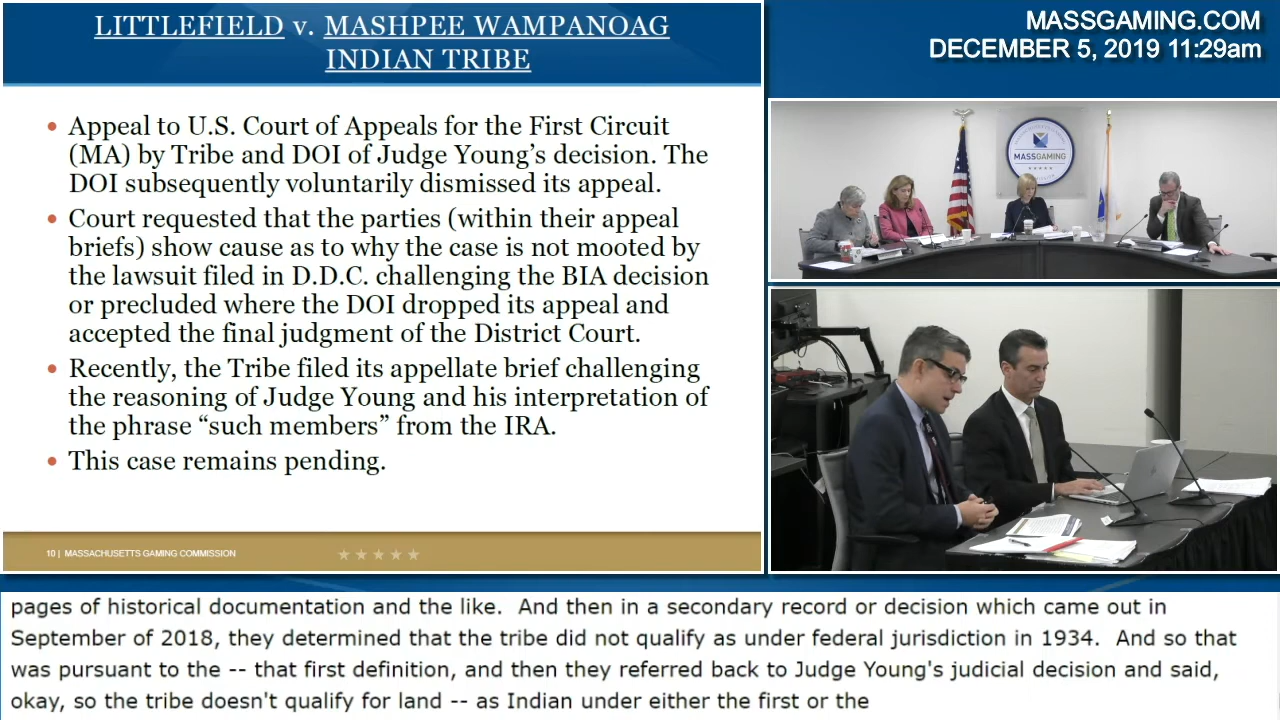 LITTLEFIELD v. MASHPEE WAMPANOAG
INDIAN TRIBE
• Appeal to U.S. Court of Appeals for the First Circuit
(MA) by Tribe and DOI of Judge Young's decision. The
DOI subsequently voluntarily dismissed its appeal.
• Court requested that the parties (within their appeal
briefs) show cause as to why the case is not mooted by
the lawsuit filed in D.D.C. challenging the BIA decision
or precluded where the DOI dropped its appeal and
accepted the final judgment of the District Court.
• Recently, the Tribe filed its appellate brief challenging
the reasoning of Judge Young and his interpretation of
the phrase “such members” from the IRA.
• This case remains pending.
10 | MASSACHUSETTS GAMING COMMISSION
MASSGAMING.COM
DECEMBER 5, 2019 11:29am
MASSGAMING
pages of historical documentation and the like.  And then in a secondary record or decision which came out in
September of 2018, they determined that the tribe did not qualify as under federal jurisdiction in 1934.  And so that
was pursuant to the -- that first definition, and then they referred back to Judge Young's judicial decision and said,
okay, so the tribe doesn't qualify for land -- as Indian under either the first or the